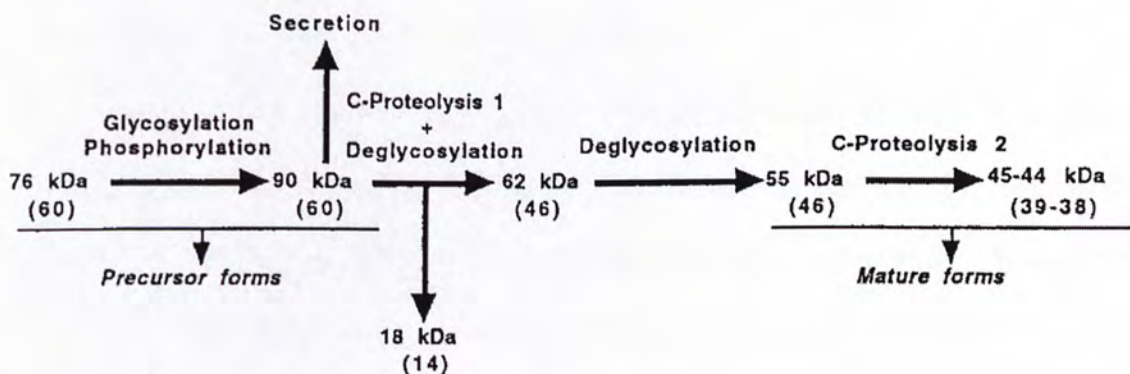 Secretion
C-Proteolysis 1
+
Deglycosylation
Glycosylation
Phosphorylation
Deglycosylation
C-Proteolysis 2
76 kDa
(60)
90 kDa
(60)
62 kDa
(46)
55 kDa
(46)
45-44 kDa
(39-38)
Precursor forms
Mature forms
18 kDa
(14)